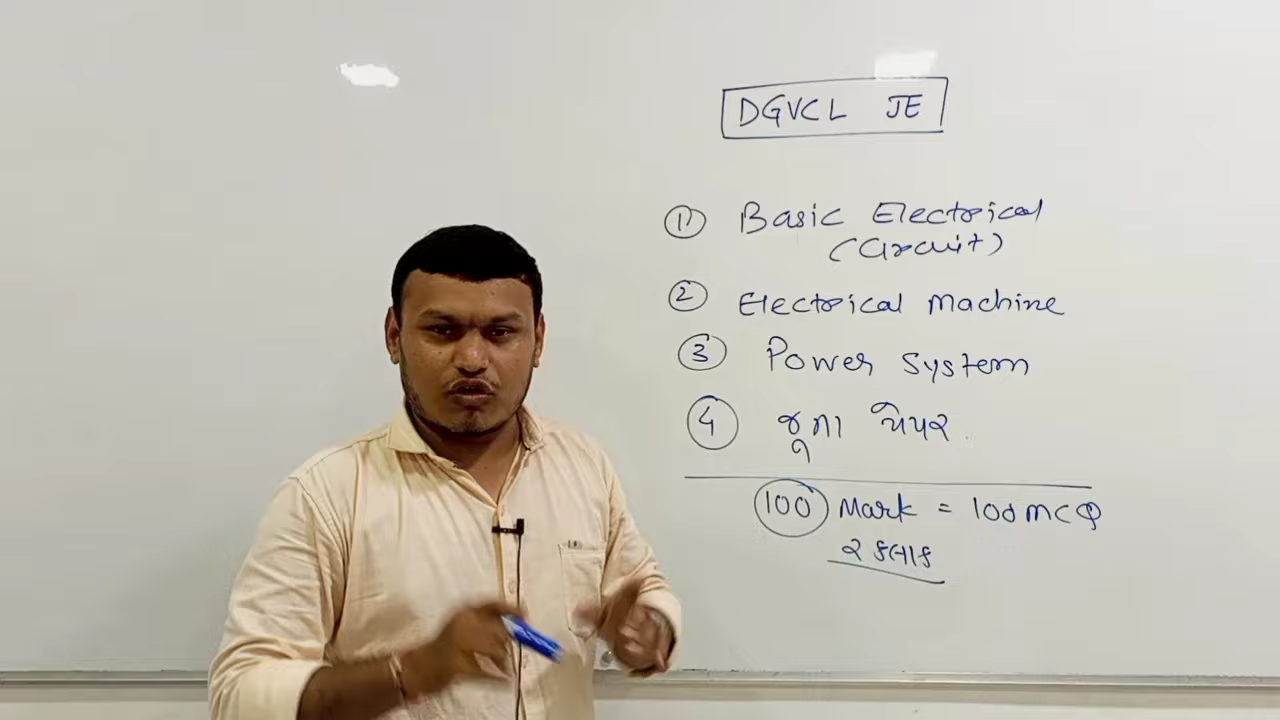 DGVCL JE
1 Basic Electrical
(Circuit)
2 Electrical Machine
3 Power System
4 જૂના પેપર
100 Mark = 100 MCQ
૨ કલાક